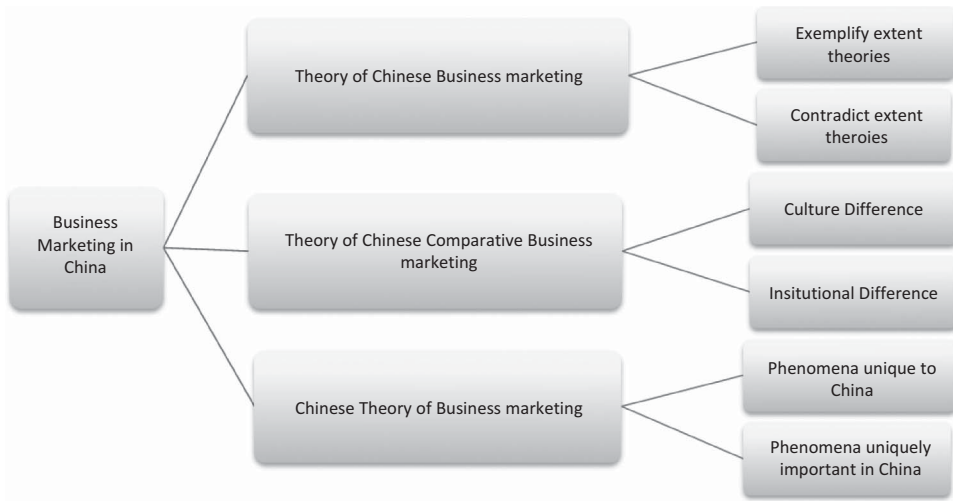 Business
Marketing in
China
Theory of Chinese Business marketing
Exemplify extent
theories
Contradict extent
theroies
Theory of Chinese Comparative Business
marketing
Culture Difference
Insitutional Difference
Chinese Theory of Business marketing
Phenomena unique to
China
Phenomena uniquely
important in China